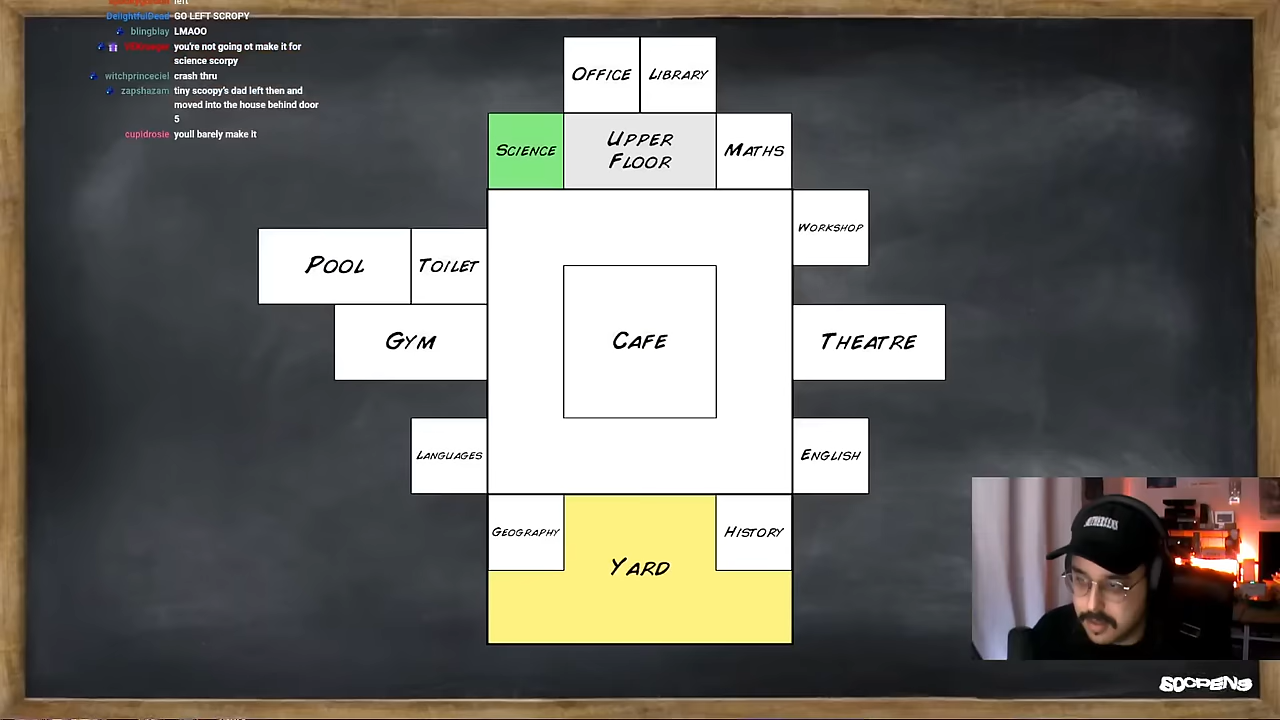 left
DelightfulDead GO LEFT SCROPY
blingblay LMAOO
you're not going ot make it for
science scorpy
witchprinceciel crash thru
zapshazam tiny scoopy's dad left then and
moved into the house behind door
5
cupidrosie youll barely make it
OFFICE LIBRARY
SCIENCE UPPER FLOOR MATHS
WORKSHOP
POOL TOILET
GYM CAFE THEATRE
LANGUAGES ENGLISH
GEOGRAPHY HISTORY
YARD